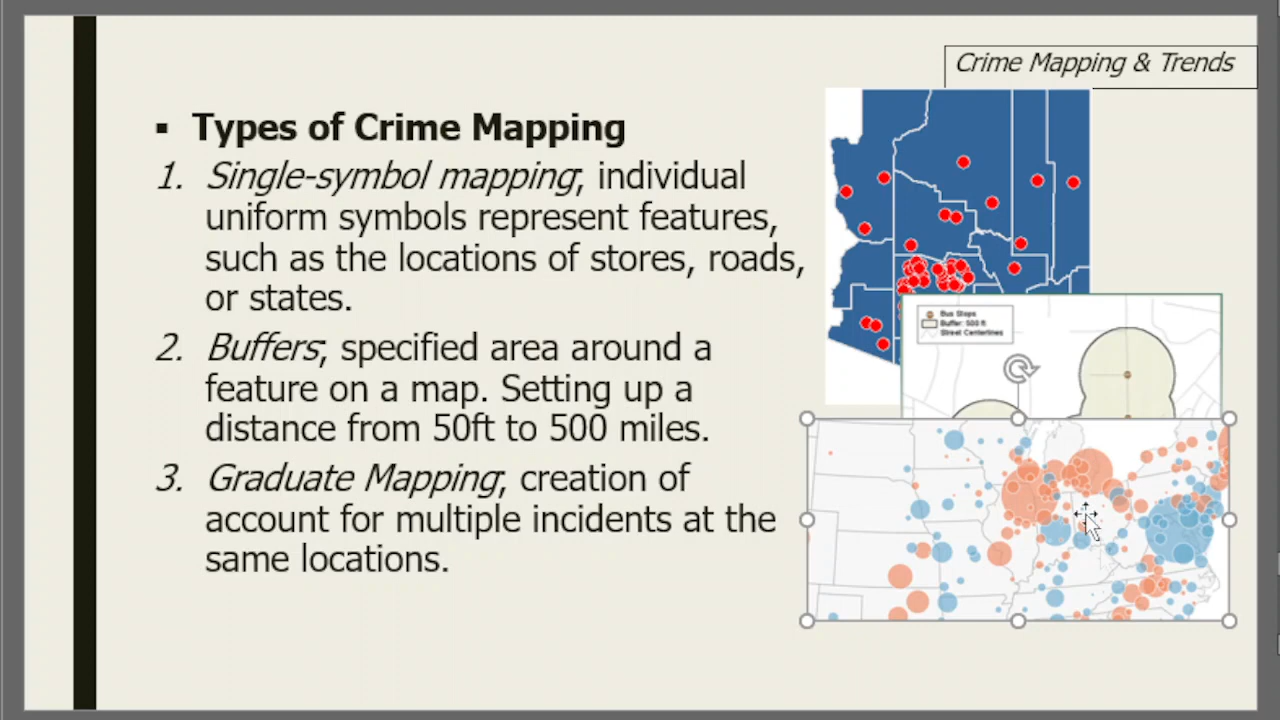 Crime Mapping & Trends
▪ Types of Crime Mapping
1. Single-symbol mapping; individual
uniform symbols represent features,
such as the locations of stores, roads,
or states.
2. Buffers; specified area around a
feature on a map. Setting up a
distance from 50ft to 500 miles.
3. Graduate Mapping; creation of
account for multiple incidents at the
same locations.
Bus Stops
Buffer: 500 ft
Street Centerlines